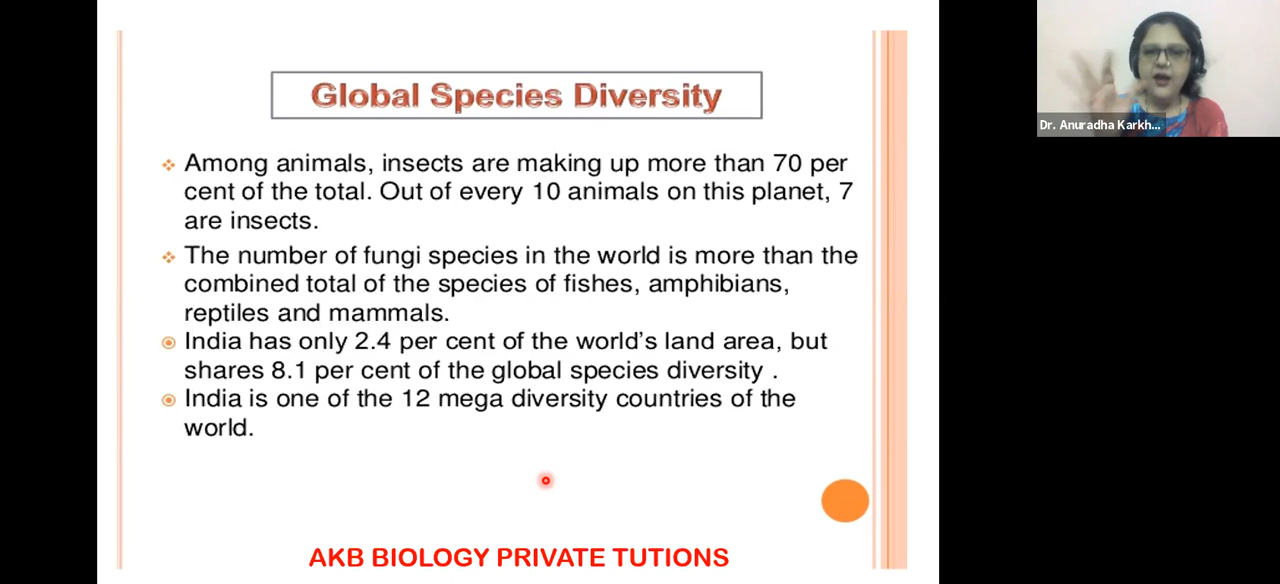 Global Species Diversity
Among animals, insects are making up more than 70 per
cent of the total. Out of every 10 animals on this planet, 7
are insects.
The number of fungi species in the world is more than the
combined total of the species of fishes, amphibians,
reptiles and mammals.
India has only 2.4 per cent of the world's land area, but
shares 8.1 per cent of the global species diversity .
India is one of the 12 mega diversity countries of the
world.
AKB BIOLOGY PRIVATE TUTIONS
Dr. Anuradha Karkh...